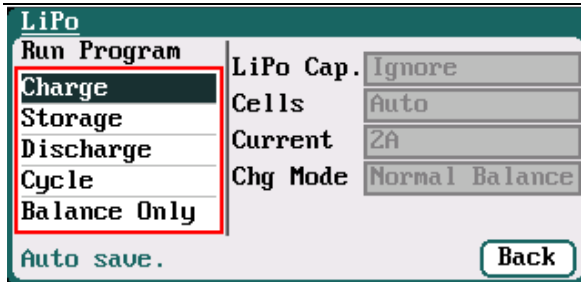 LiPo
Run Program
Charge
Storage
Discharge
Cycle
Balance Only
LiPo Cap. Ignore
Cells Auto
Current 2A
Chg Mode Normal Balance
Auto save.
Back